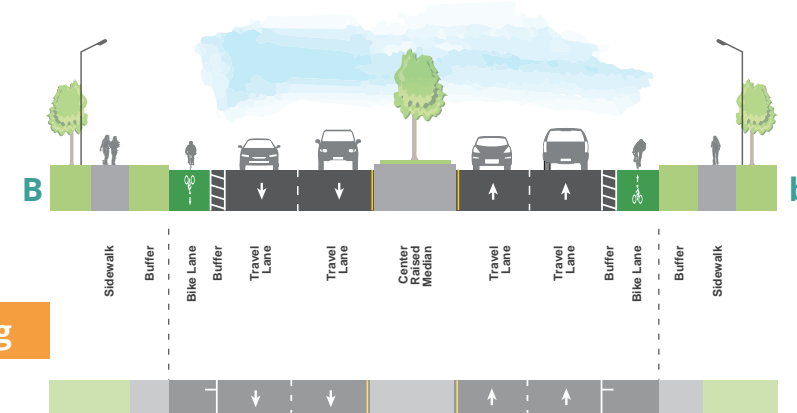 B
b
Sidewalk
Buffer
Bike Lane
Buffer
Travel
Lane
Travel
Lane
Center
Raised
Median
Travel
Lane
Travel
Lane
Buffer
Bike Lane
Buffer
Sidewalk
g